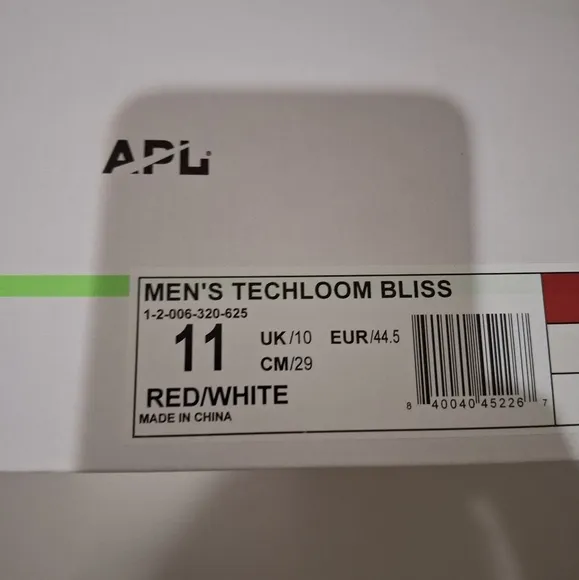 APL
MEN'S TECHLOOM BLISS
1-2-006-320-625
11 UK/10 EUR/44.5
CM/29
RED/WHITE
MADE IN CHINA
8 40040 45226 7